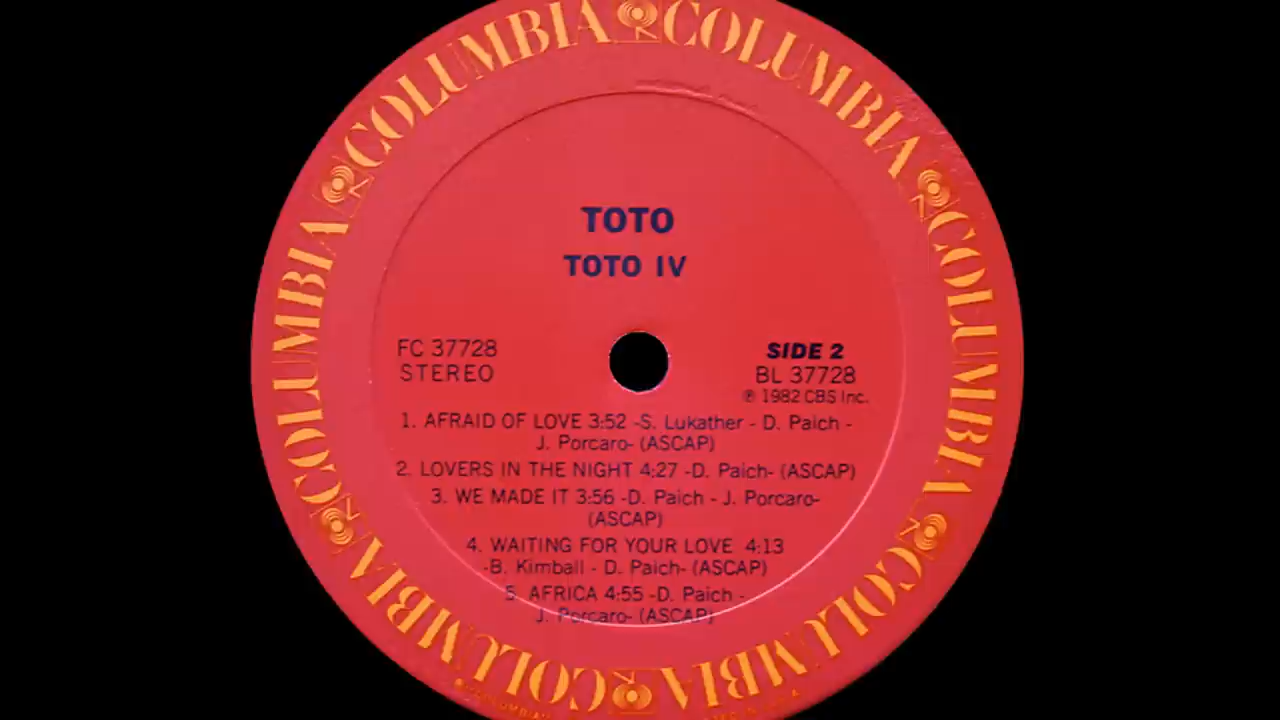 COLUMBIA COLUMBIA COLUMBIA COLUMBIA COLUMBIA COLUMBIA COLUMBIA COLUMBIA
TOTO
TOTO IV
FC 37728
STEREO
SIDE 2
BL 37728
℗ 1982 CBS Inc.
1. AFRAID OF LOVE 3:52 -S. Lukather - D. Paich -
J. Porcaro- (ASCAP)
2. LOVERS IN THE NIGHT 4:27 -D. Paich- (ASCAP)
3. WE MADE IT 3:56 -D. Paich - J. Porcaro-
(ASCAP)
4. WAITING FOR YOUR LOVE 4:13
-B. Kimball - D. Paich- (ASCAP)
5. AFRICA 4:55 -D. Paich -
J. Porcaro- (ASCAP)